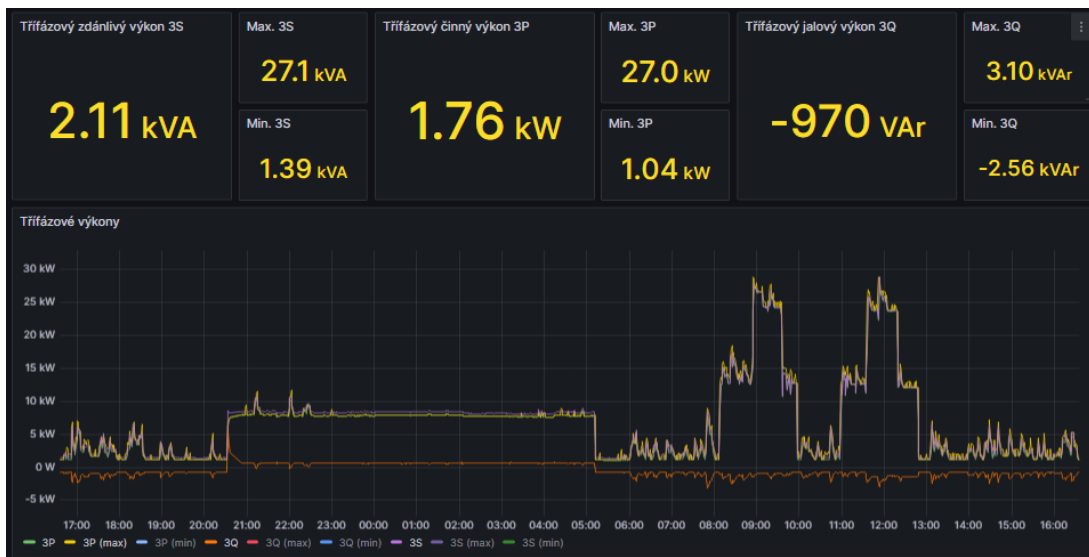 Třífázový zdánlivý výkon 3S
2.11 kVA
Max. 3S
27.1 kVA
Min. 3S
1.39 kVA
Třífázový činný výkon 3P
1.76 kW
Max. 3P
27.0 kW
Min. 3P
1.04 kW
Třífázový jalový výkon 3Q
-970 VAr
Max. 3Q
3.10 kVAr
Min. 3Q
-2.56 kVAr
Třífázové výkony
30 kW
25 kW
20 kW
15 kW
10 kW
5 kW
0 W
-5 kW
17:00 18:00 19:00 20:00 21:00 22:00 23:00 00:00 01:00 02:00 03:00 04:00 05:00 06:00 07:00 08:00 09:00 10:00 11:00 12:00 13:00 14:00 15:00 16:00
3P 3P (max) 3P (min) 3Q 3Q (max) 3Q (min) 3S 3S (max) 3S (min)